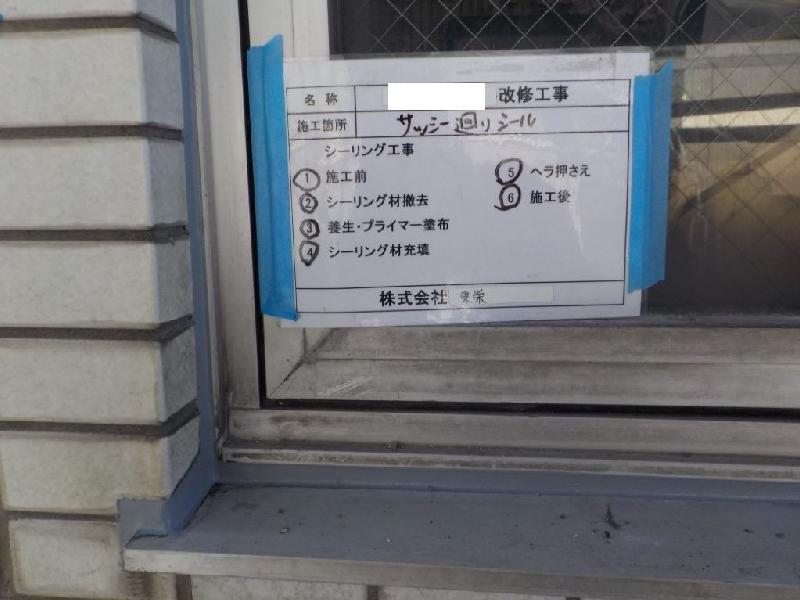 名称 改修工事
施工箇所 サッシー廻りシール
シーリング工事
① 施工前
② シーリング材撤去
③ 養生・プライマー塗布
④ シーリング材充填
⑤ ヘラ押さえ
⑥ 施工後
株式会社 東栄